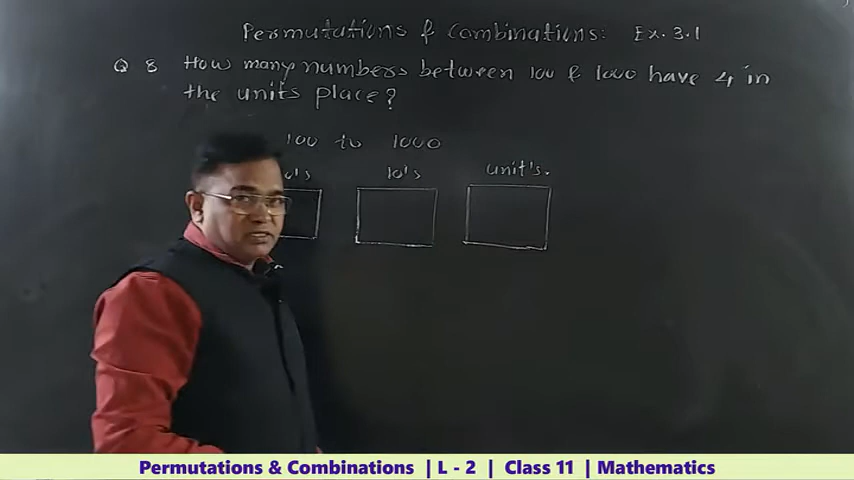 Permutations & Combinations: Ex. 3.1
Q 8 How many numbers between 100 & 1000 have 4 in
the units place?
100 to 1000
10's unit's.
Permutations & Combinations | L - 2 | Class 11 | Mathematics